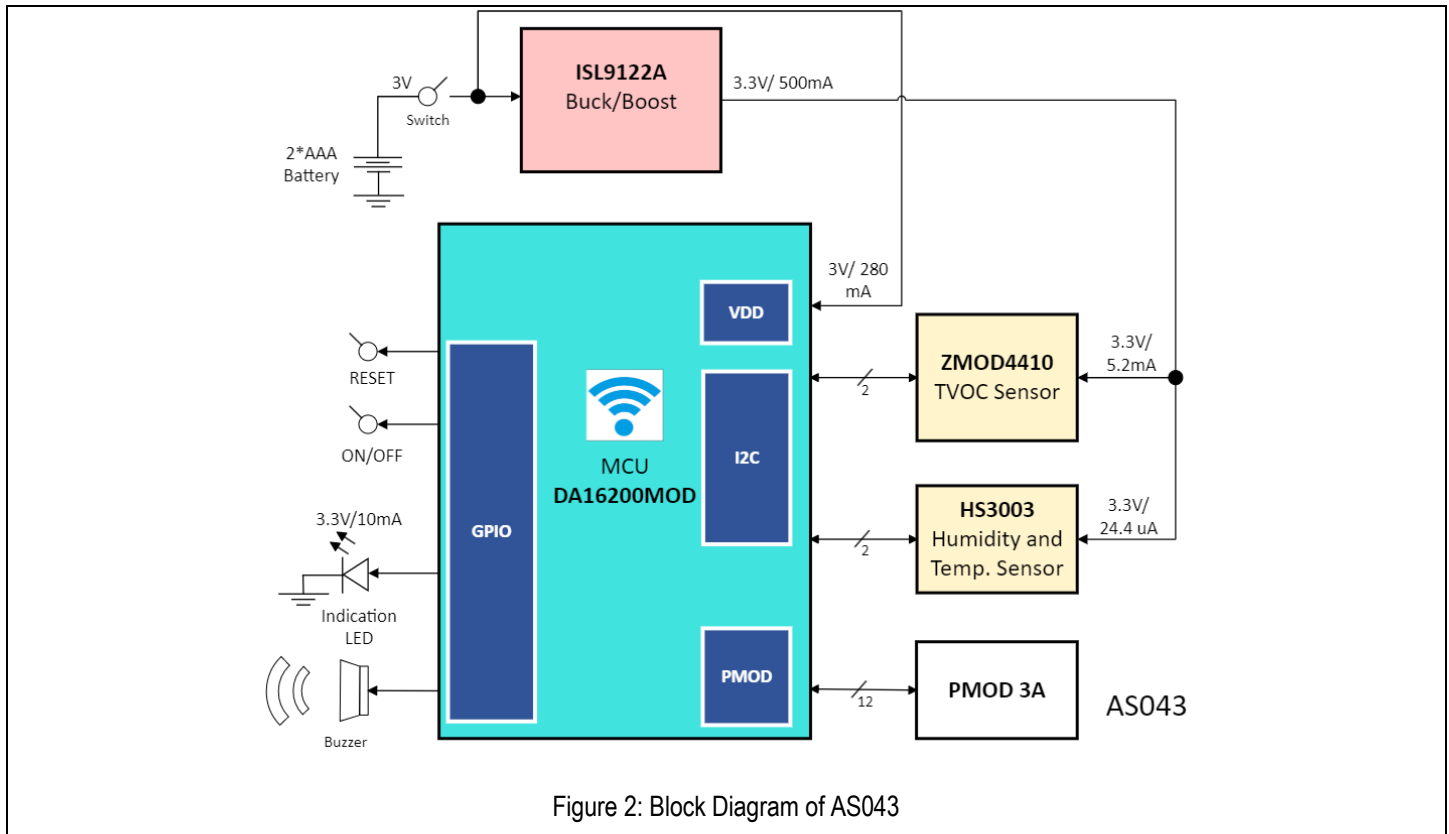 ISL9122A
Buck/Boost
3V
Switch
3.3V/ 500mA
2*AAA
Battery
3V/ 280
mA
VDD
RESET
ON/OFF
MCU
DA16200MOD
I2C
2
ZMOD4410
TVOC Sensor
3.3V/
5.2mA
3.3V/10mA
GPIO
2
HS3003
Humidity and
Temp. Sensor
3.3V/
24.4 uA
Indication
LED
PMOD
12
PMOD 3A
AS043
Buzzer
Figure 2: Block Diagram of AS043